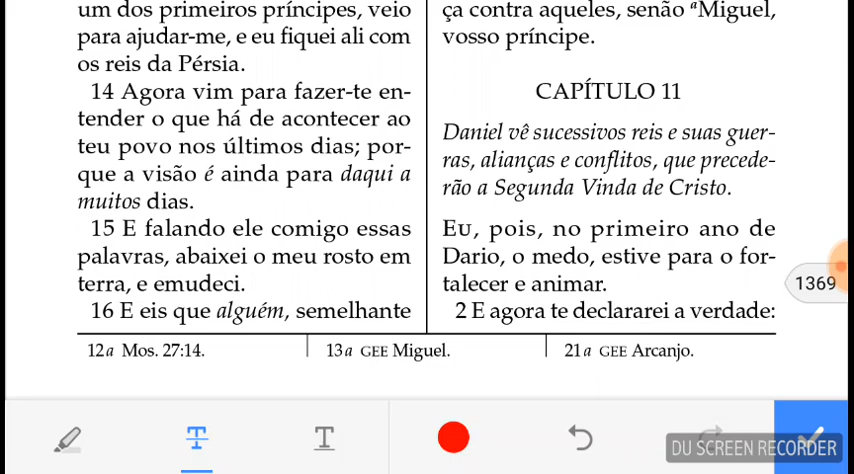 um dos primeiros príncipes, veio
para ajudar-me, e eu fiquei ali com
os reis da Pérsia.
14 Agora vim para fazer-te en-
tender o que há de acontecer ao
teu povo nos últimos dias; por-
que a visão é ainda para daqui a
muitos dias.
15 E falando ele comigo essas
palavras, abaixei o meu rosto em
terra, e emudeci.
16 E eis que alguém, semelhante
ça contra aqueles, senão aMiguel,
vosso príncipe.
CAPÍTULO 11
Daniel vê sucessivos reis e suas guer-
ras, alianças e conflitos, que precede-
rão a Segunda Vinda de Cristo.
Eu, pois, no primeiro ano de
Dario, o medo, estive para o for-
talecer e animar.
2 E agora te declararei a verdade:
12a Mos. 27:14.
13a GEE Miguel.
21a GEE Arcanjo.
1369
T
T
DU SCREEN RECORDER